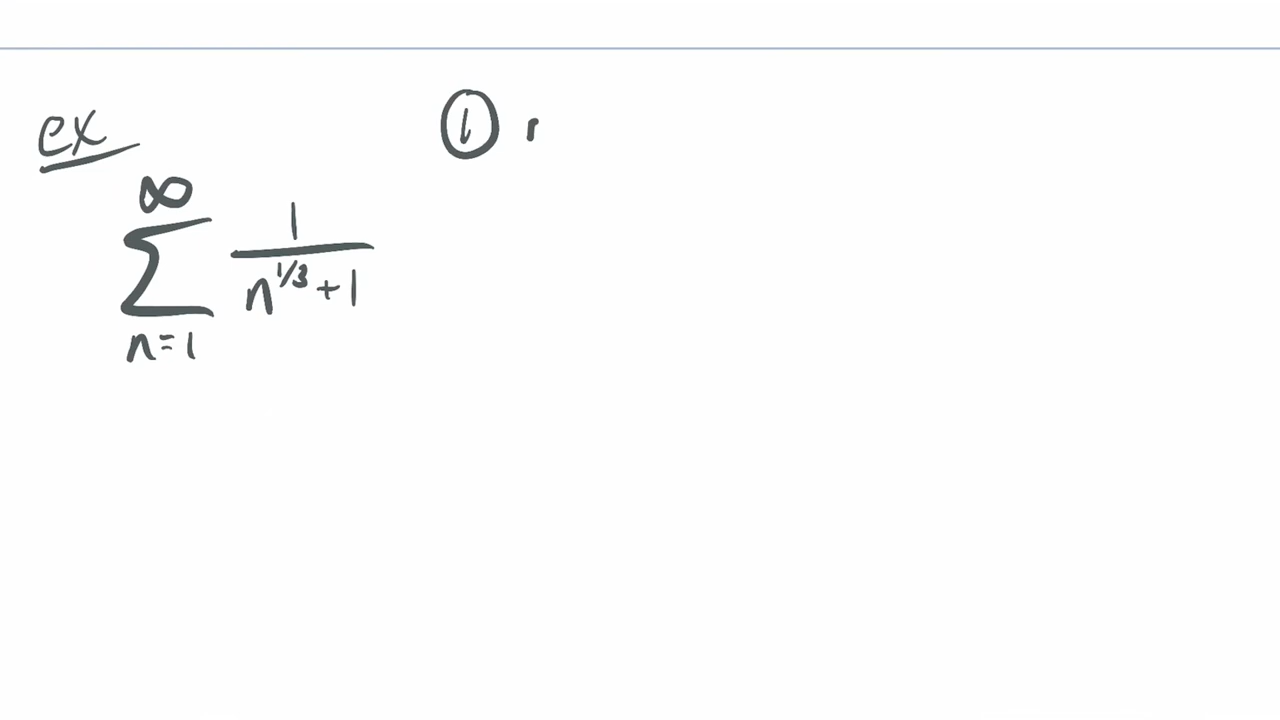 ex
① 
∞
∑ 1/(n^{1/3}+1)
n=1